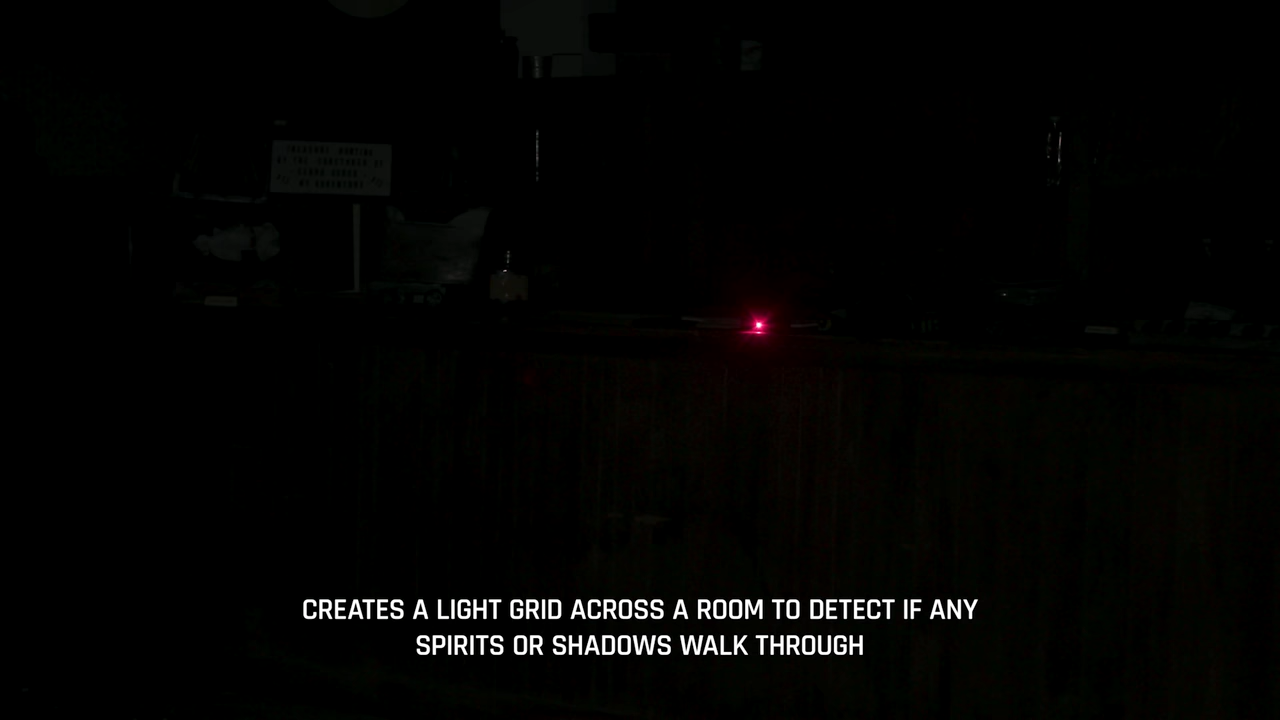 CREATES A LIGHT GRID ACROSS A ROOM TO DETECT IF ANY
SPIRITS OR SHADOWS WALK THROUGH